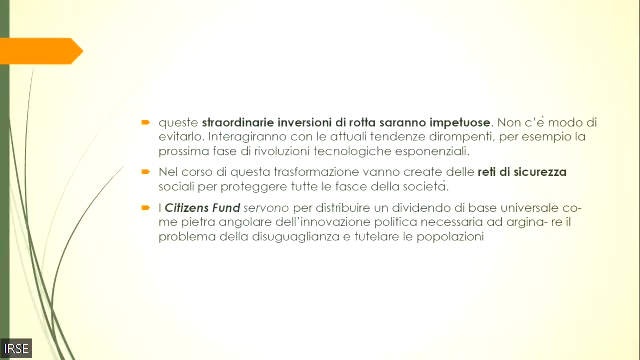 queste straordinarie inversioni di rotta saranno impetuose. Non c'è modo di
evitarlo. Interagiranno con le attuali tendenze dirompenti, per esempio la
prossima fase di rivoluzioni tecnologiche esponenziali.
Nel corso di questa trasformazione vanno create delle reti di sicurezza
sociali per proteggere tutte le fasce della società.
I Citizens Fund servono per distribuire un dividendo di base universale co-
me pietra angolare dell'innovazione politica necessaria ad argina- re il
problema della disuguaglianza e tutelare le popolazioni
IRSE